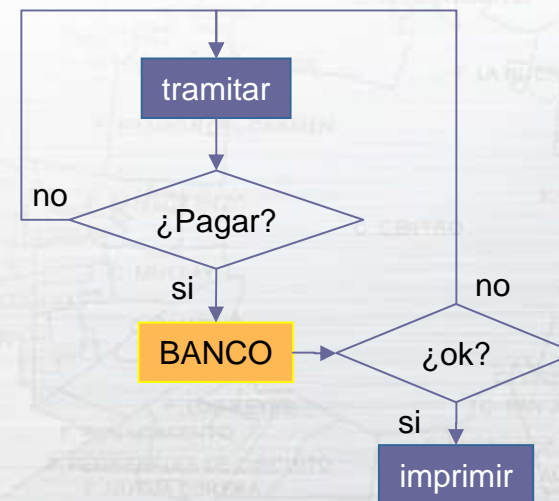 tramitar
no
¿Pagar?
si
no
BANCO
¿ok?
si
imprimir